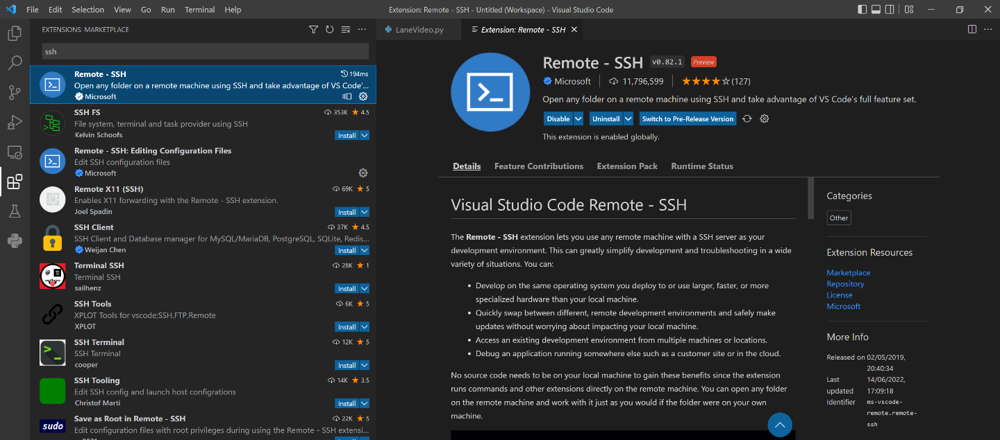 File Edit Selection View Go Run Terminal Help
Extension: Remote - SSH - Untitled (Workspace) - Visual Studio Code
EXTENSIONS: MARKETPLACE
ssh
Remote - SSH
194ms
Open any folder on a remote machine using SSH and take advantage of VS Code'...
Microsoft
SSH FS
353K 4.5
File system, terminal and task provider using SSH
Kelvin Schoofs
Install
Remote - SSH: Editing Configuration Files
Edit SSH configuration files
Microsoft
Remote X11 (SSH)
69K 5
Enables X11 forwarding with the Remote - SSH extension.
Joel Spadin
Install
SSH Client
37K 4.5
SSH Client and Database manager for MySQL/MariaDB, PostgreSQL, SQLite, Redis...
Weijan Chen
Install
Terminal SSH
28K 1
Terminal SSH
sailhenz
Install
SSH Tools
6K 5
XPLOT Tools for vscode;SSH,FTP,Remote
XPLOT
Install
SSH Terminal
12K 5
SSH Terminal
cooper
Install
SSH Tooling
14K 3.5
Edit SSH config and launch host configrations
Christof Marti
Install
sudo
Save as Root in Remote - SSH
22K 5
Edit configuration files with root privileges during using the Remote - SSH extensi...
LaneVideo.py
Extension: Remote - SSH
Remote - SSH v0.82.1 Preview
Microsoft 11,796,599 (127)
Open any folder on a remote machine using SSH and take advantage of VS Code's full feature set.
Disable Uninstall Switch to Pre-Release Version
This extension is enabled globally.
Details Feature Contributions Extension Pack Runtime Status
Visual Studio Code Remote - SSH
The Remote - SSH extension lets you use any remote machine with a SSH server as your
development environment. This can greatly simplify development and troubleshooting in a wide
variety of situations. You can:
• Develop on the same operating system you deploy to or use larger, faster, or more
specialized hardware than your local machine.
• Quickly swap between different, remote development environments and safely make
updates without worrying about impacting your local machine.
• Access an existing development environment from multiple machines or locations.
• Debug an application running somewhere else such as a customer site or in the cloud.
No source code needs to be on your local machine to gain these benefits since the extension
runs commands and other extensions directly on the remote machine. You can open any folder
on the remote machine and work with it just as you would if the folder were on your own
machine.
Categories
Other
Extension Resources
Marketplace
Repository
License
Microsoft
More Info
Released on 02/05/2019,
20:40:34
Last 14/06/2022,
updated 17:09:18
Identifier ms-vscode-
remote.remote-
ssh